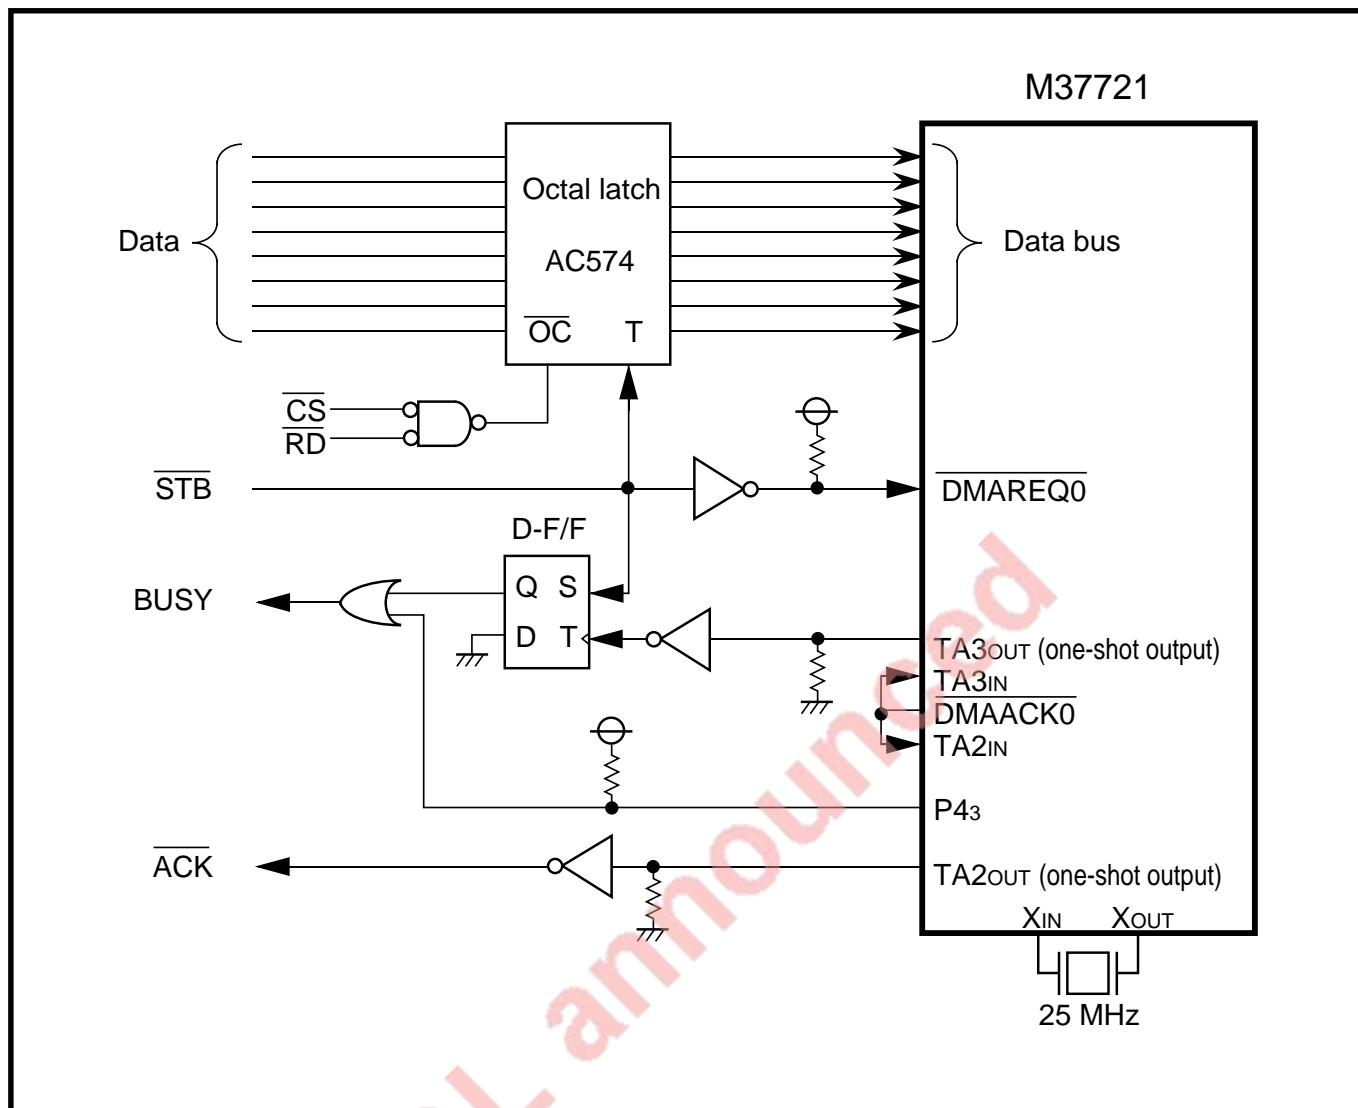 M37721
Octal latch
AC574
Data
Data bus
OC T
CS
RD
STB
DMAREQ0
D-F/F
Q S
D T
BUSY
TA3OUT (one-shot output)
TA3IN
DMAACK0
TA2IN
P43
ACK
TA2OUT (one-shot output)
XIN XOUT
25 MHz
L announced